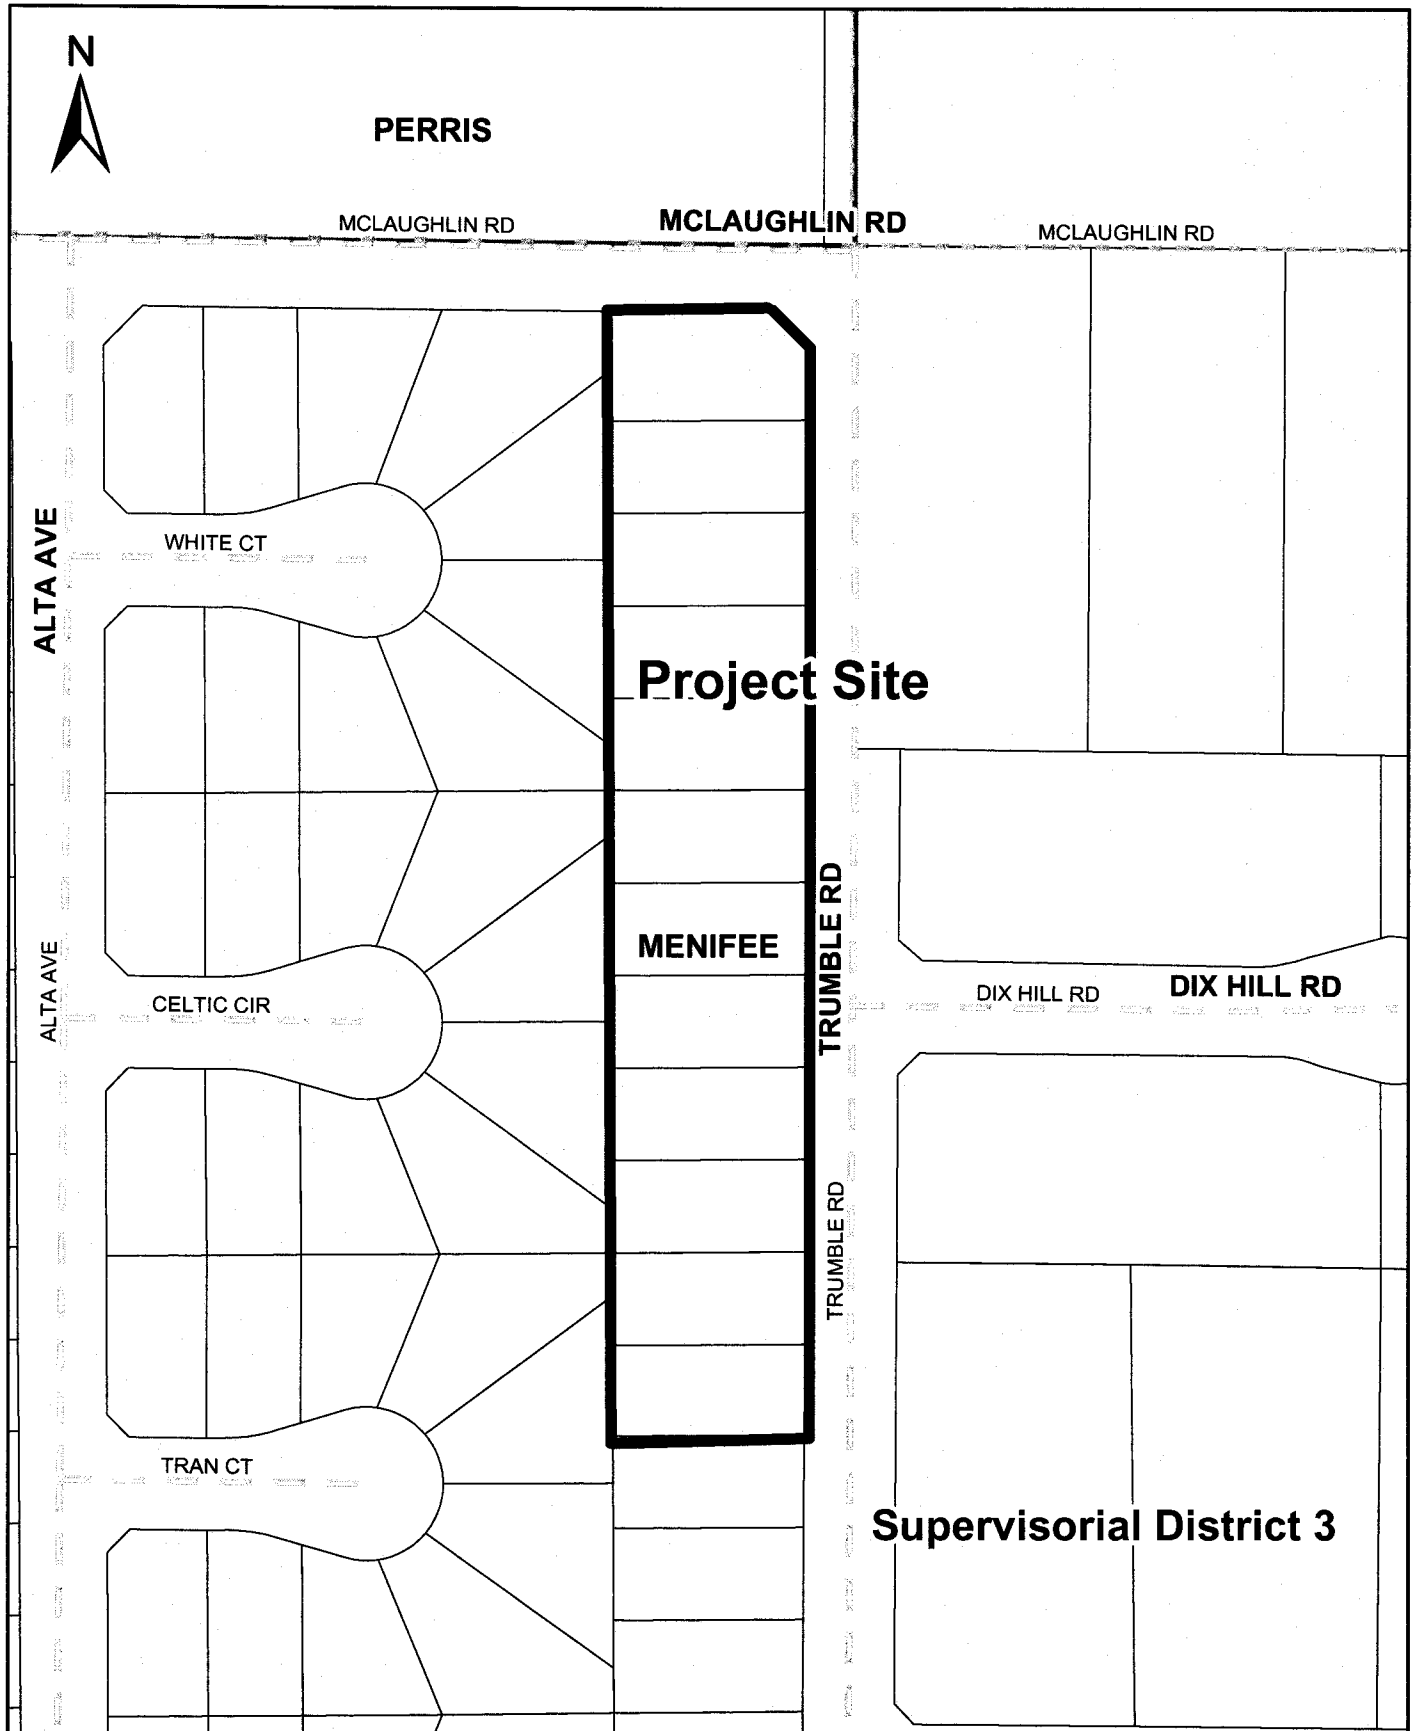 N
PERRIS
MCLAUGHLIN RD
MCLAUGHLIN RD
MCLAUGHLIN RD
ALTA AVE
WHITE CT
Project Site
TRUMBLE RD
MENIFEE
ALTA AVE
CELTIC CIR
DIX HILL RD
DIX HILL RD
TRUMBLE RD
TRAN CT
Supervisorial District 3